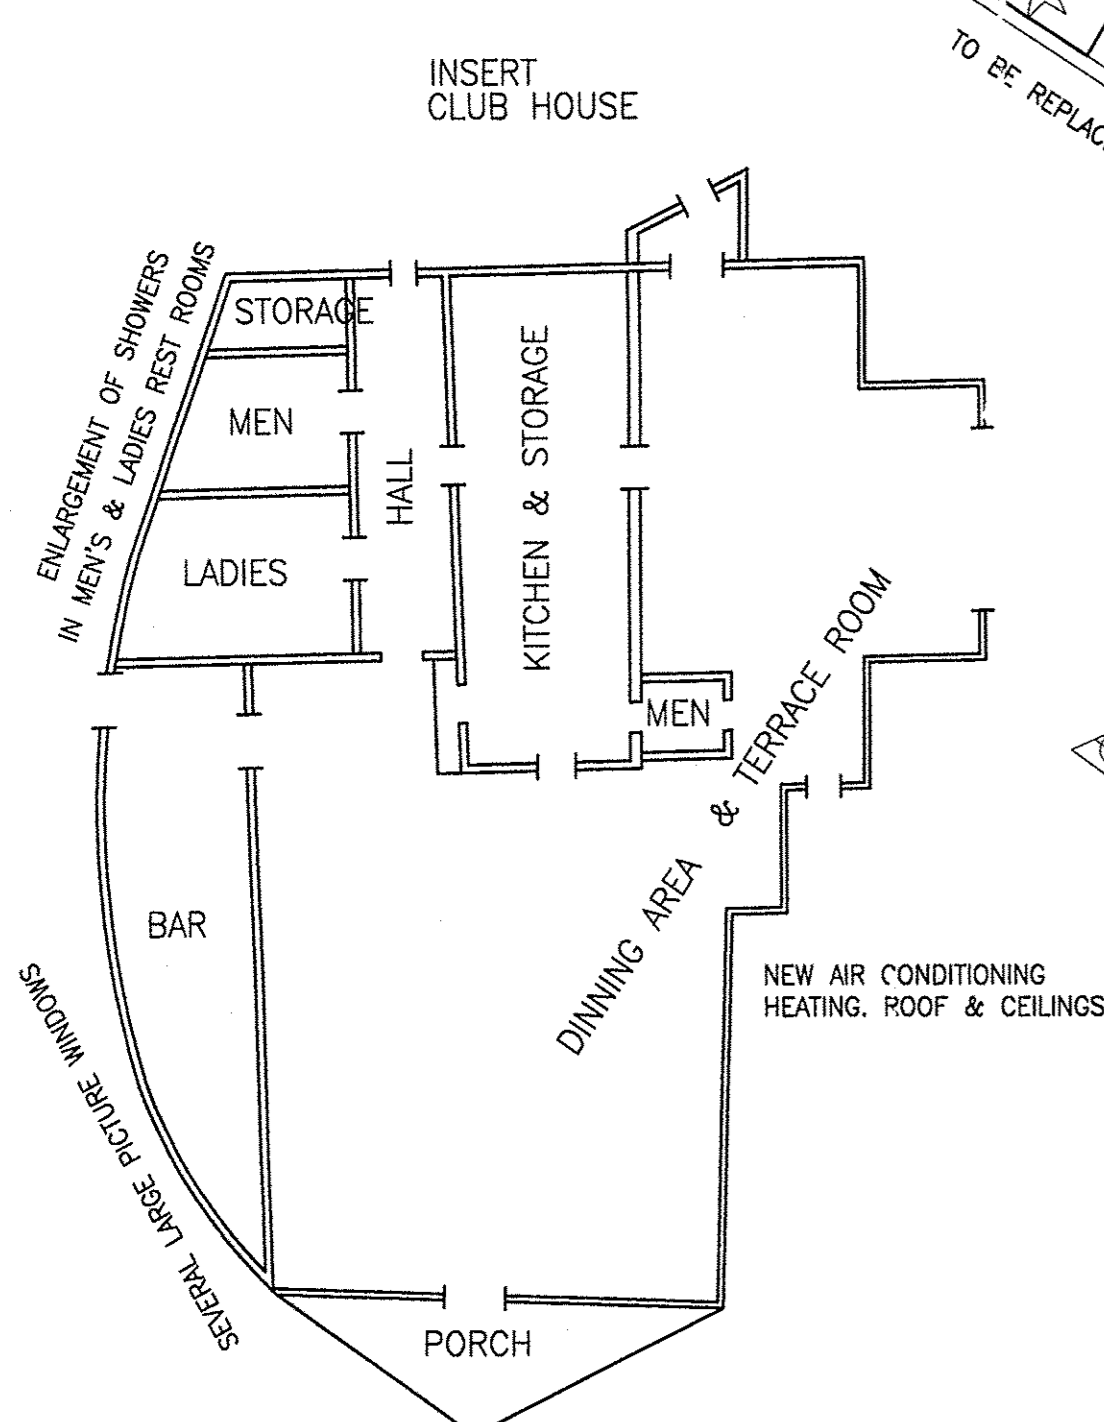 INSERT
CLUB HOUSE
TO BE REPLAC
ENLARGEMENT OF SHOWERS
IN MEN'S & LADIES REST ROOMS
STORAGE
MEN
HALL
LADIES
KITCHEN & STORAGE
MEN
DINNING AREA & TERRACE ROOM
BAR
NEW AIR CONDITIONING
HEATING. ROOF & CEILINGS
SEVERAL LARGE PICTURE WINDOWS
PORCH